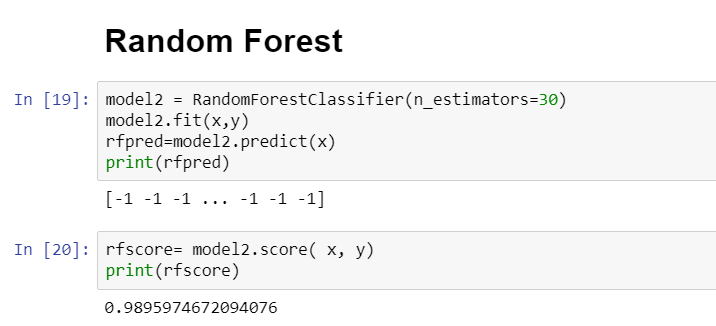 Random Forest
In [19]: model2 = RandomForestClassifier(n_estimators=30)
model2.fit(x,y)
rfpred=model2.predict(x)
print(rfpred)
[-1 -1 -1 ... -1 -1 -1]
In [20]: rfscore= model2.score( x, y)
print(rfscore)
0.9895974672094076